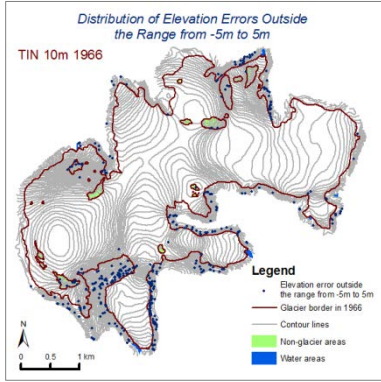 Distribution of Elevation Errors Outside
the Range from -5m to 5m
TIN 10m 1966
Legend
Elevation error outside
the range from -5m to 5m
Glacier border in 1966
Contour lines
Non-glacier areas
Water areas
N
0 0.5 1 km